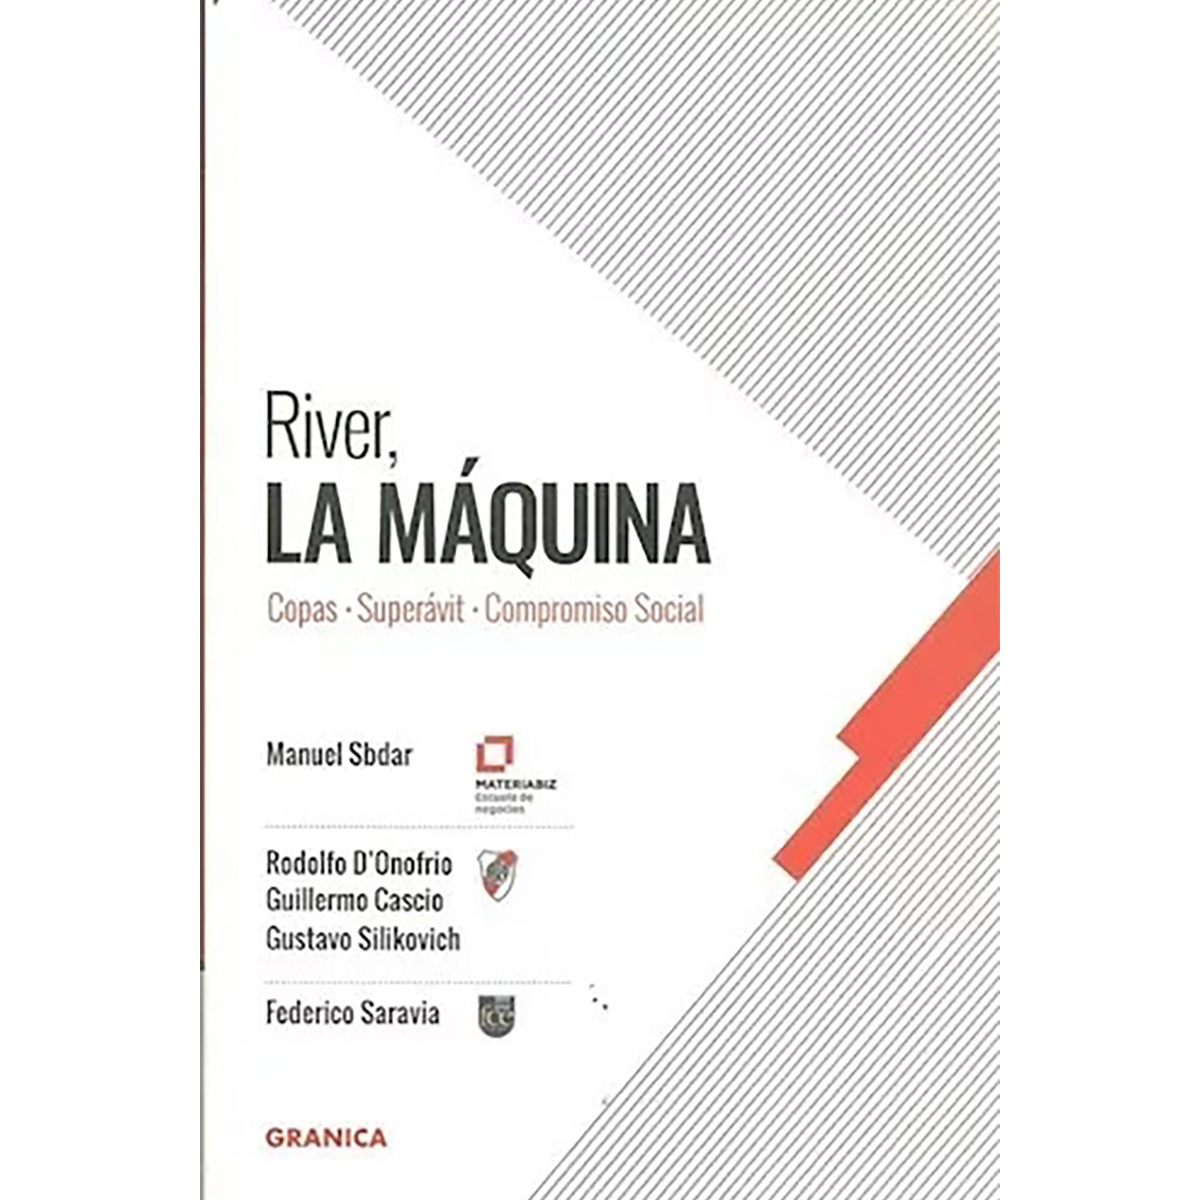 River,
LA MÁQUINA
Copas · Superávit · Compromiso Social
Manuel Sbdar
MATERIABIZ
Escuela de
negocios
Rodolfo D'Onofrio
Guillermo Cascio
Gustavo Silikovich
Federico Saravia
GRANICA